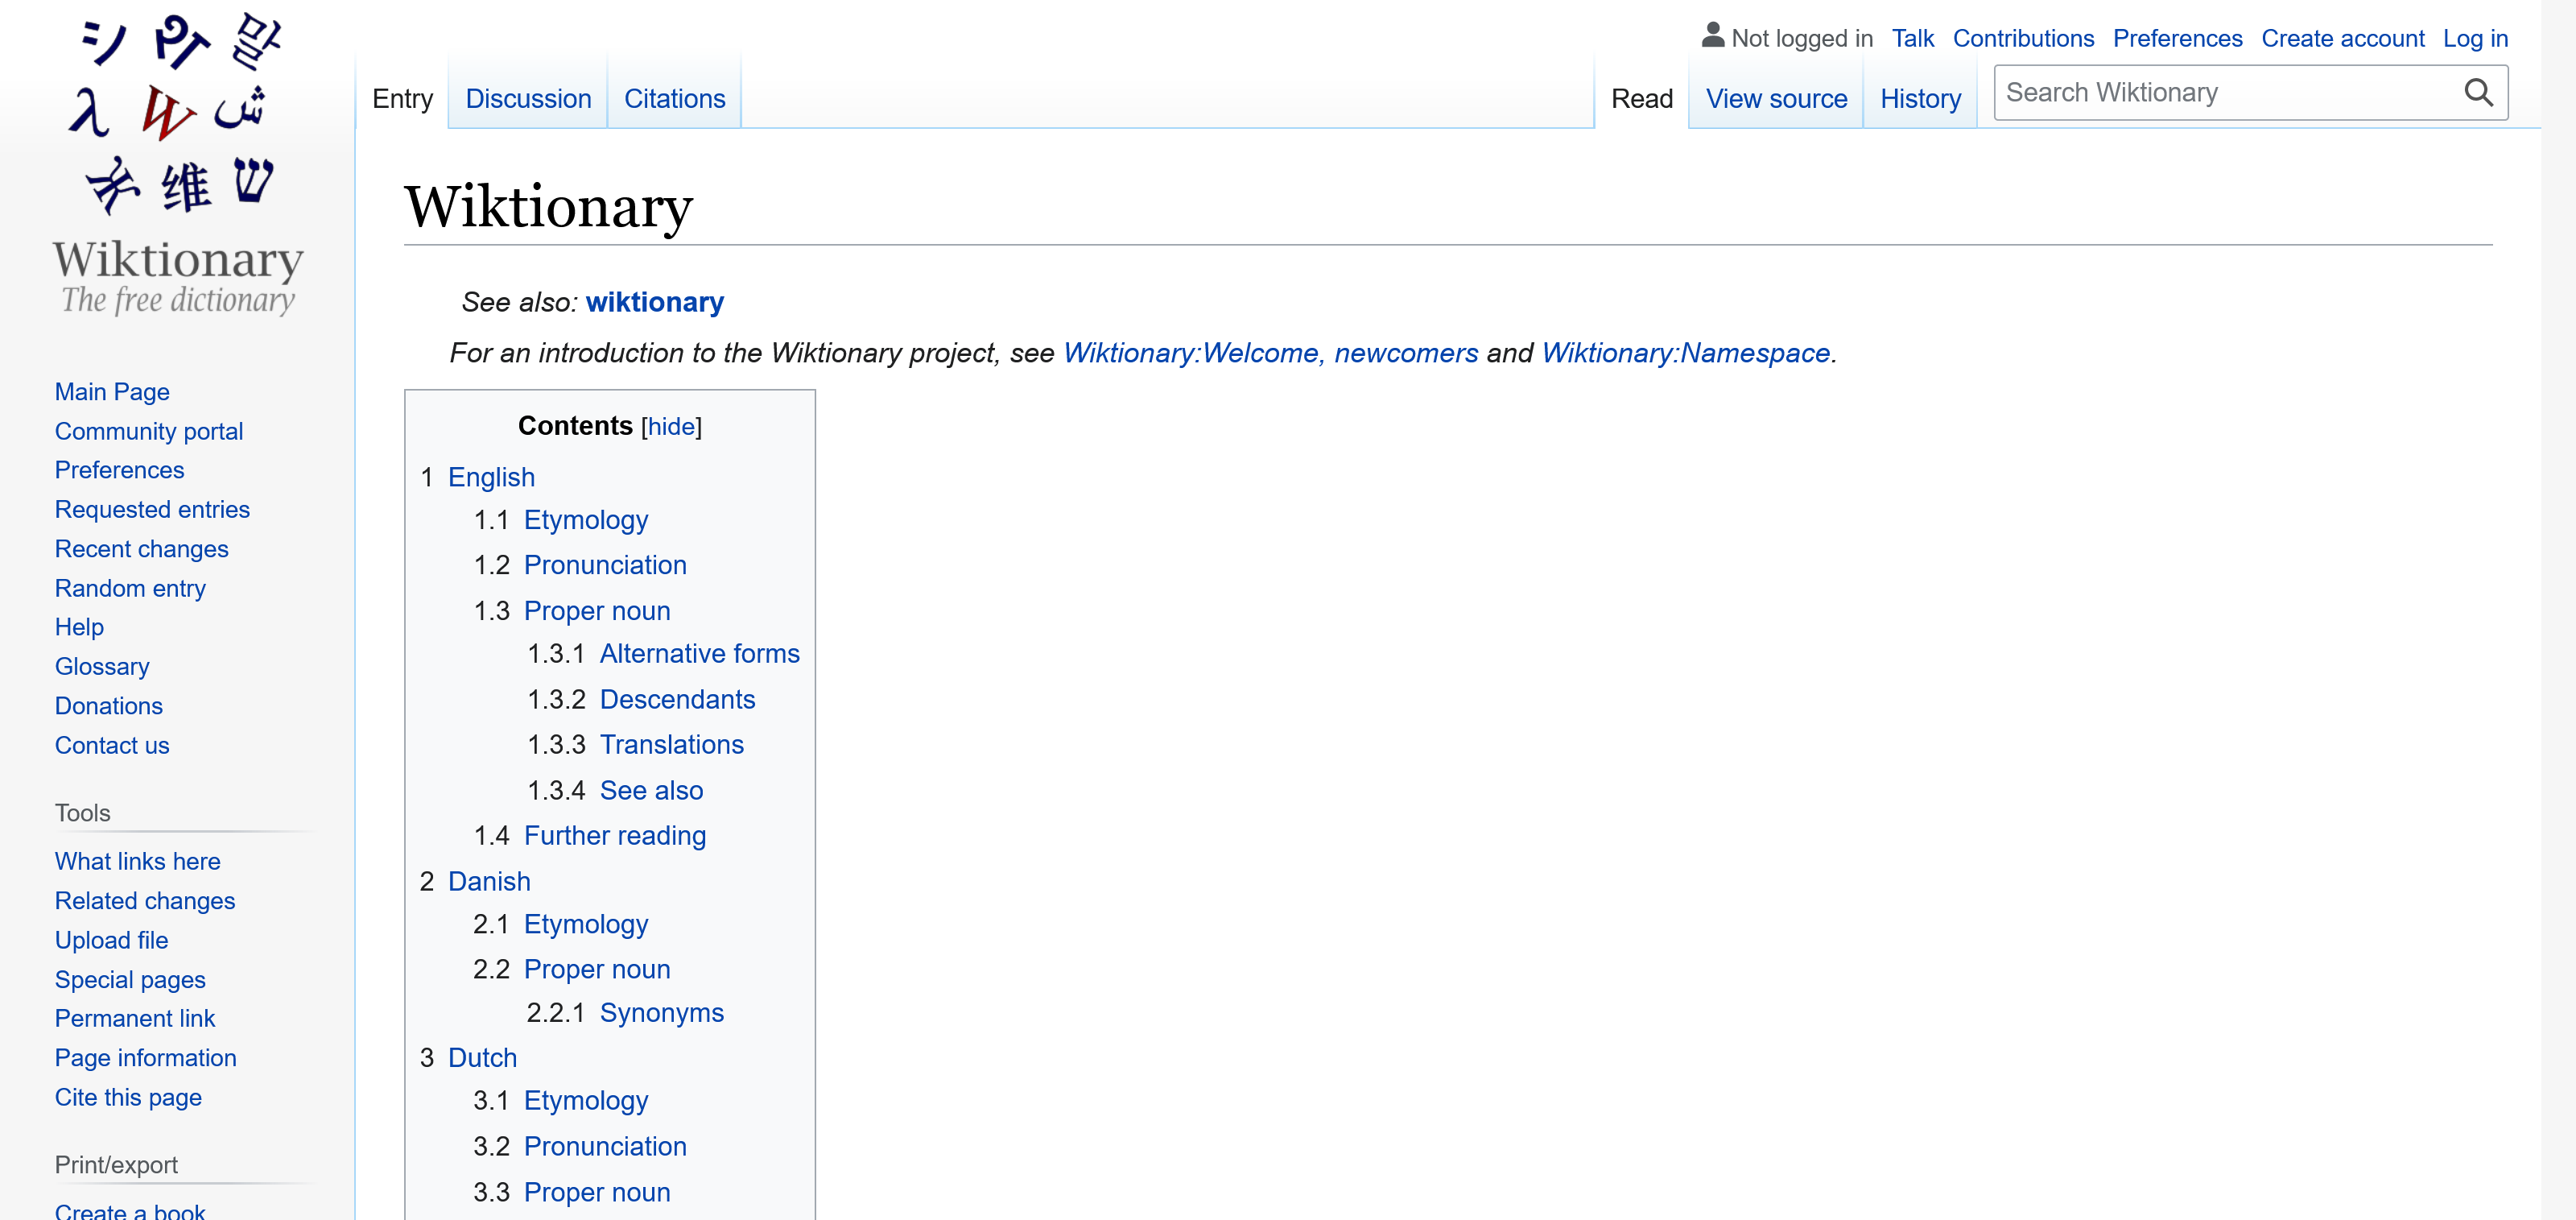 シ Ϣ 말
λ W ش
维 ש
Wiktionary
The free dictionary
Main Page
Community portal
Preferences
Requested entries
Recent changes
Random entry
Help
Glossary
Donations
Contact us
Tools
What links here
Related changes
Upload file
Special pages
Permanent link
Page information
Cite this page
Print/export
Create a book
Not logged in Talk Contributions Preferences Create account Log in
Entry Discussion Citations Read View source History Search Wiktionary
Wiktionary
See also: wiktionary
For an introduction to the Wiktionary project, see Wiktionary:Welcome, newcomers and Wiktionary:Namespace.
Contents [hide]
1 English
1.1 Etymology
1.2 Pronunciation
1.3 Proper noun
1.3.1 Alternative forms
1.3.2 Descendants
1.3.3 Translations
1.3.4 See also
1.4 Further reading
2 Danish
2.1 Etymology
2.2 Proper noun
2.2.1 Synonyms
3 Dutch
3.1 Etymology
3.2 Pronunciation
3.3 Proper noun